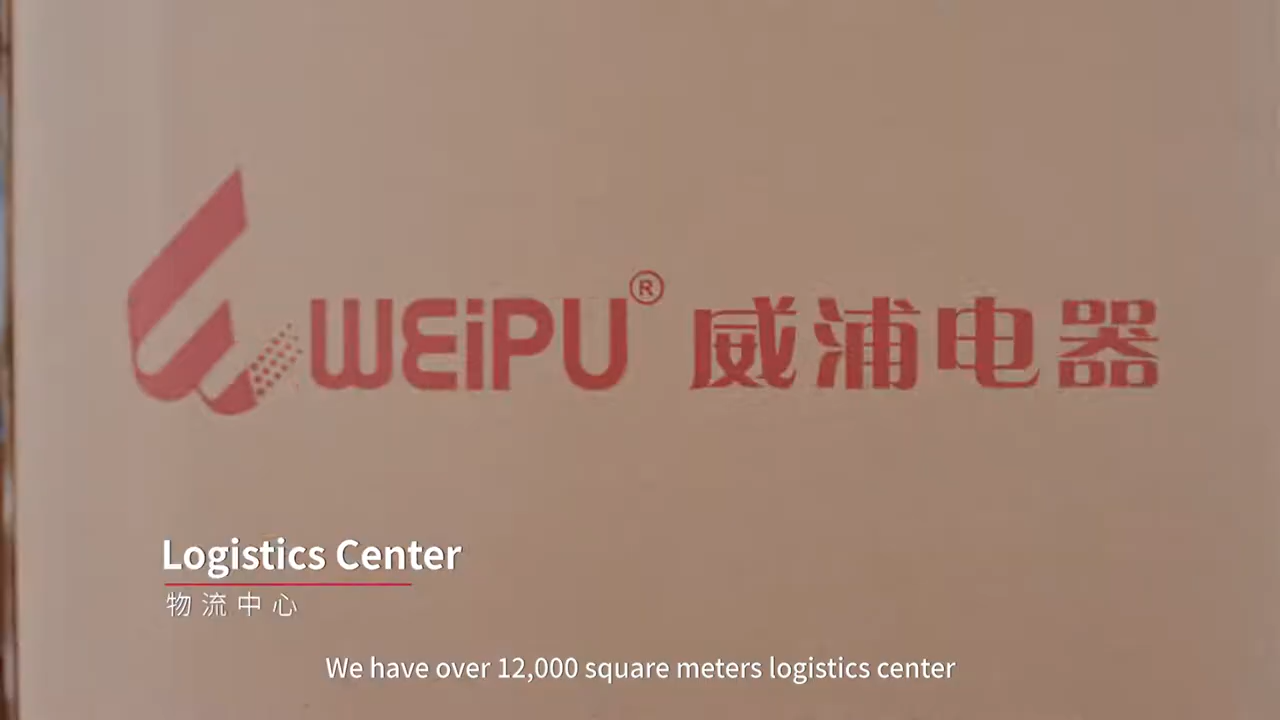 WEiPU® 威浦电器
Logistics Center
物流中心
We have over 12,000 square meters logistics center